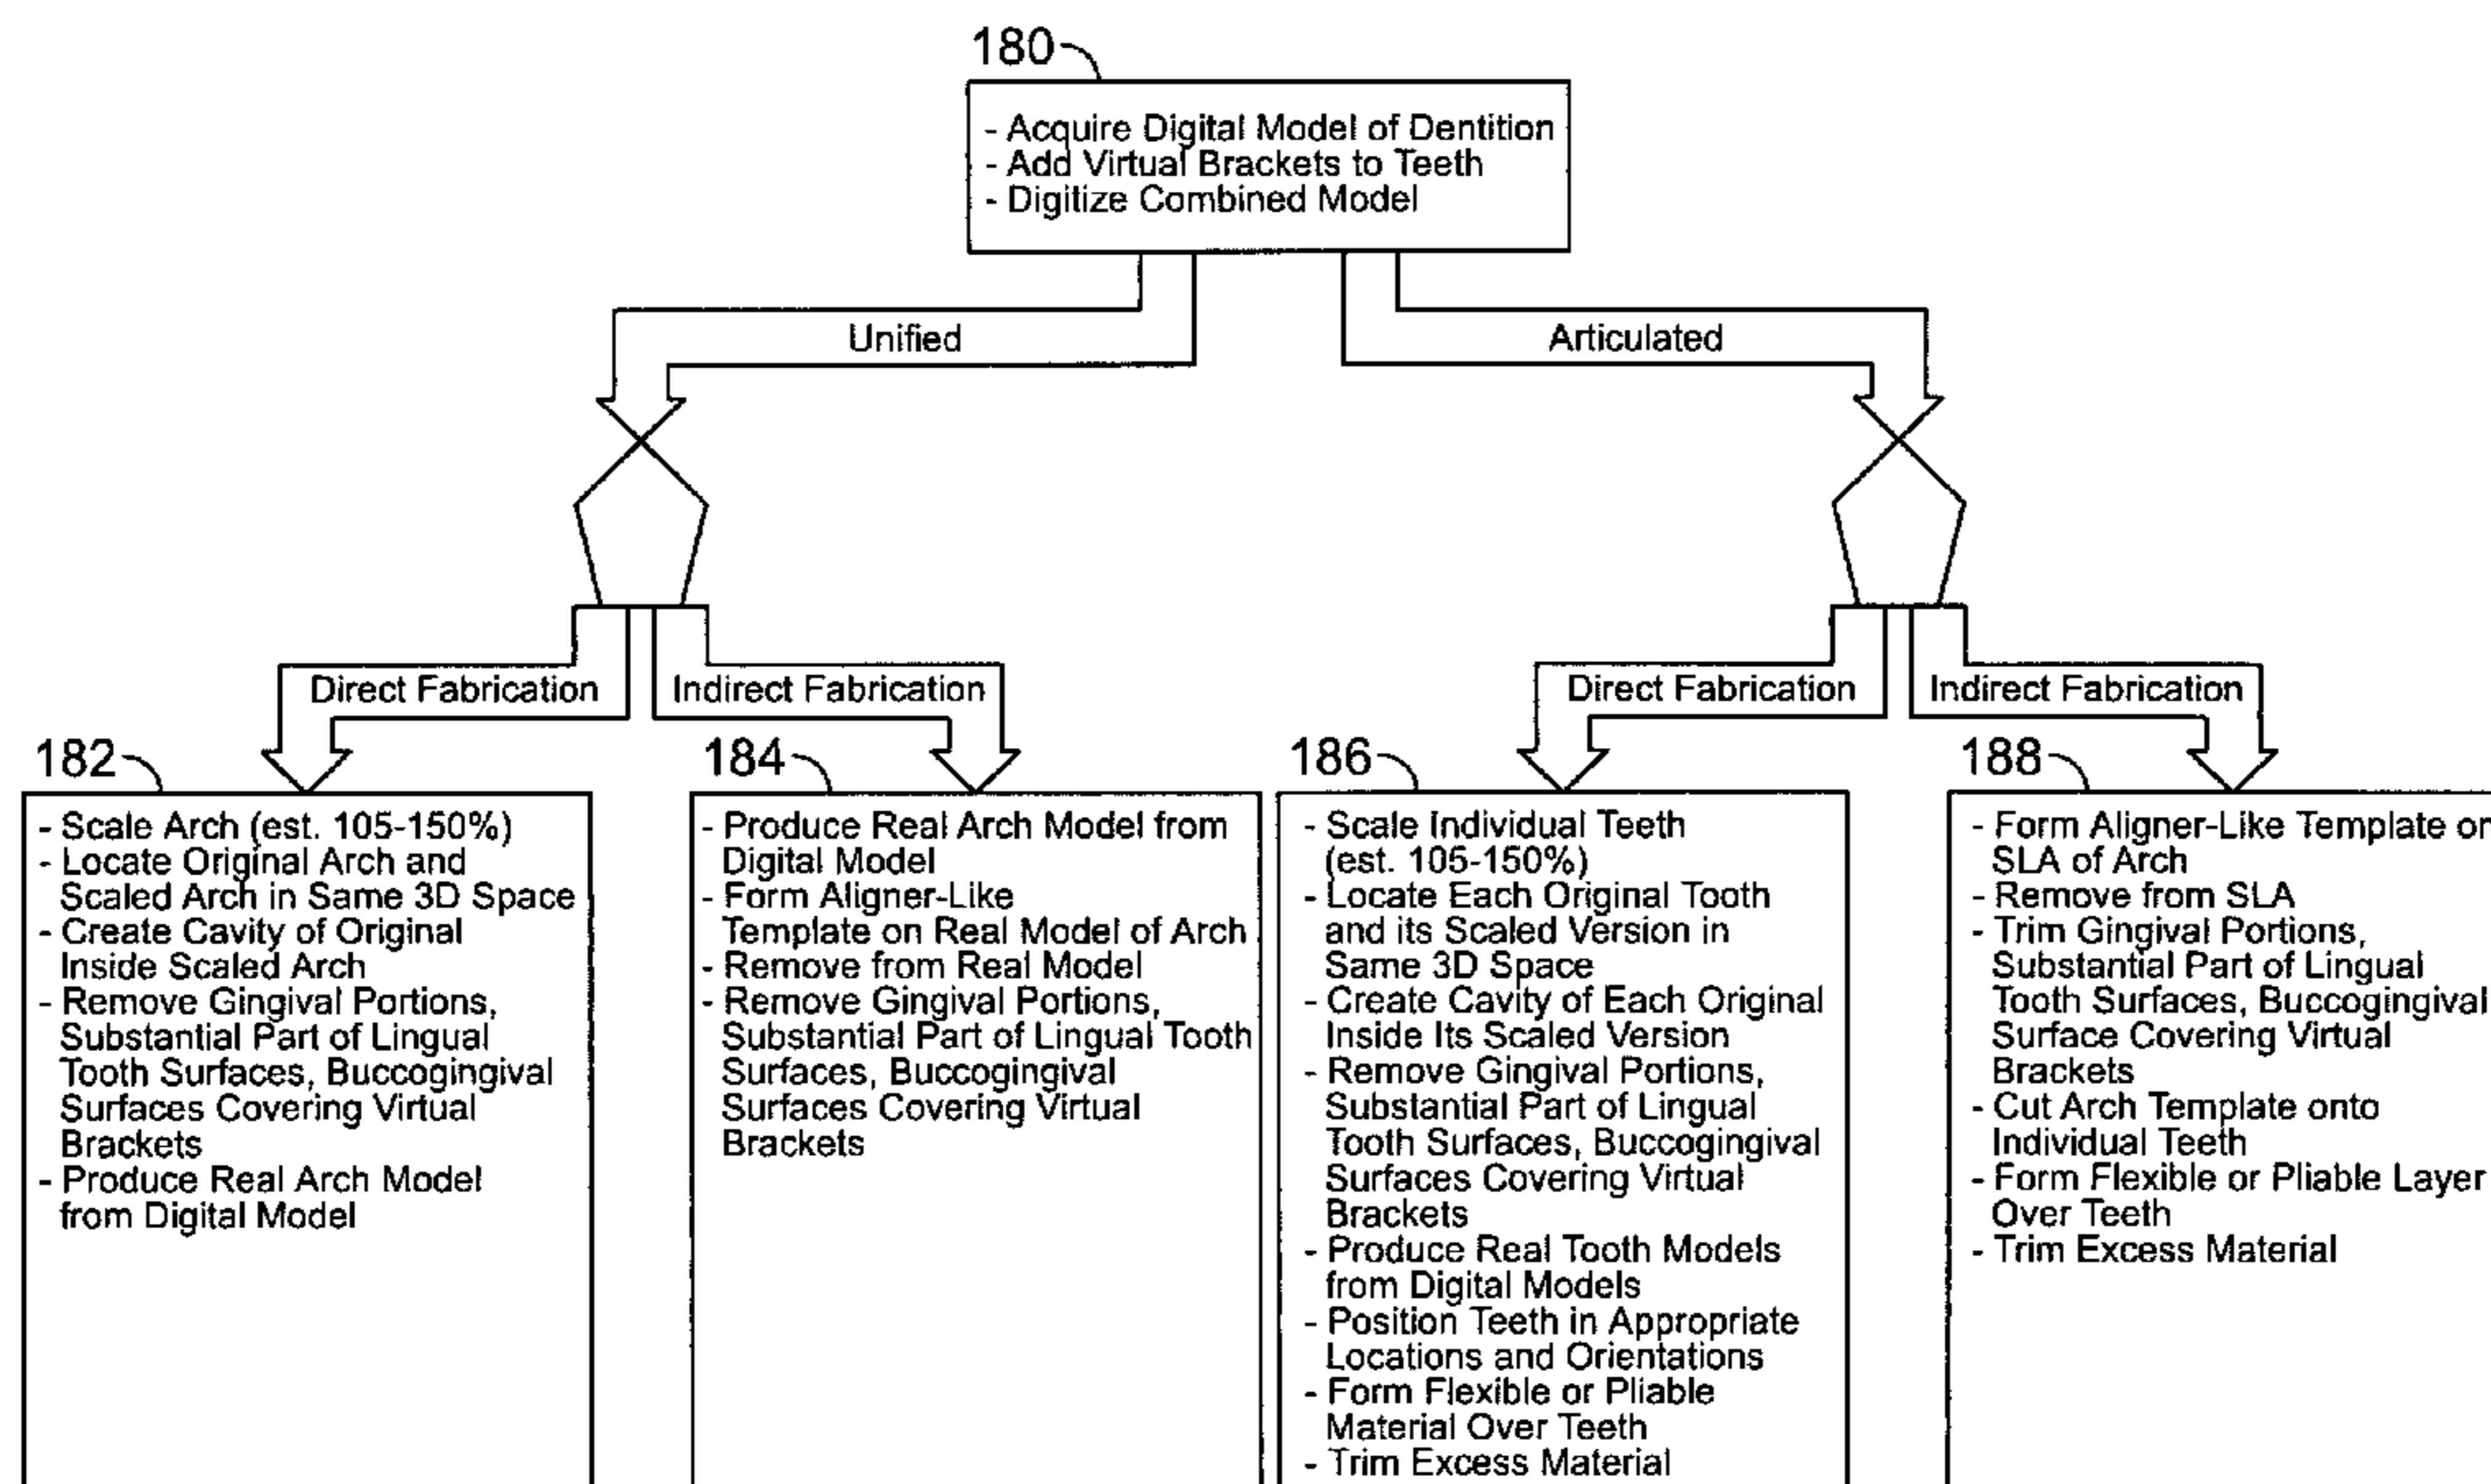 180
- Acquire Digital Model of Dentition
- Add Virtual Brackets to Teeth
- Digitize Combined Model
Unified
Articulated
Direct Fabrication
Indirect Fabrication
Direct Fabrication
Indirect Fabrication
182
- Scale Arch (est. 105-150%)
- Locate Original Arch and
Scaled Arch in Same 3D Space
- Create Cavity of Original
Inside Scaled Arch
- Remove Gingival Portions,
Substantial Part of Lingual
Tooth Surfaces, Buccogingival
Surfaces Covering Virtual
Brackets
- Produce Real Arch Model
from Digital Model
184
- Produce Real Arch Model from
Digital Model
- Form Aligner-Like
Template on Real Model of Arch
- Remove from Real Model
- Remove Gingival Portions,
Substantial Part of Lingual Tooth
Surfaces, Buccogingival
Surfaces Covering Virtual
Brackets
186
- Scale Individual Teeth
(est. 105-150%)
- Locate Each Original Tooth
and its Scaled Version in
Same 3D Space
- Create Cavity of Each Original
Inside Its Scaled Version
- Remove Gingival Portions,
Substantial Part of Lingual
Tooth Surfaces, Buccogingival
Surfaces Covering Virtual
Brackets
- Produce Real Tooth Models
from Digital Models
- Position Teeth in Appropriate
Locations and Orientations
- Form Flexible or Pliable
Material Over Teeth
- Trim Excess Material
188
- Form Aligner-Like Template on
SLA of Arch
- Remove from SLA
- Trim Gingival Portions,
Substantial Part of Lingual
Tooth Surfaces, Buccogingival
Surface Covering Virtual
Brackets
- Cut Arch Template onto
Individual Teeth
- Form Flexible or Pliable Layer
Over Teeth
- Trim Excess Material